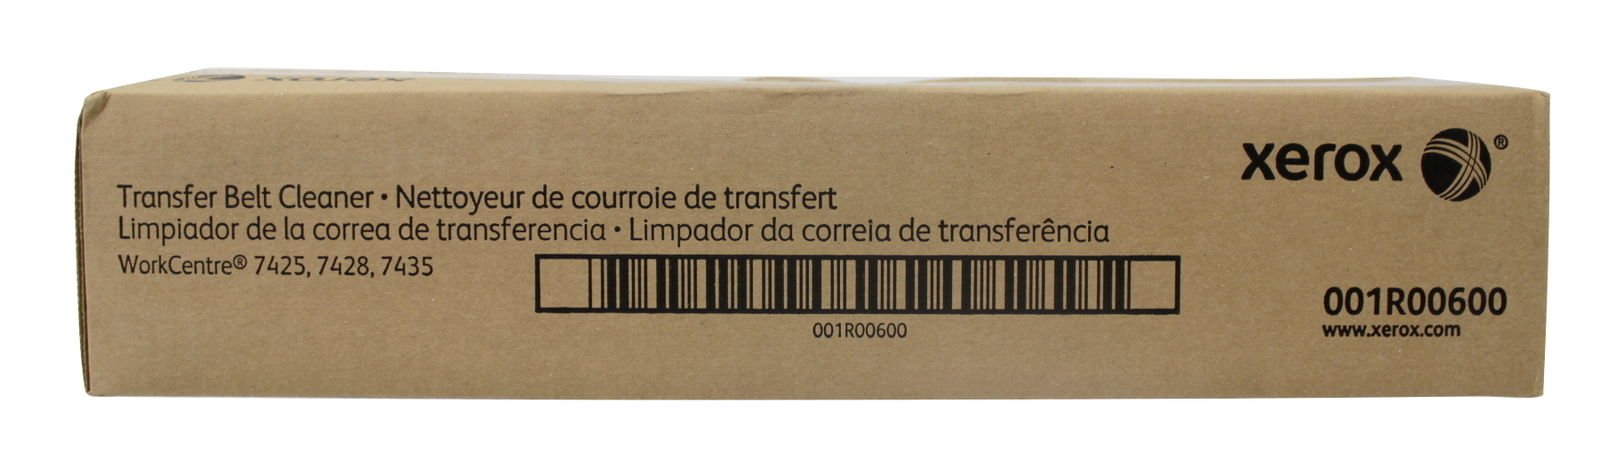 xerox
xerox ®
Transfer Belt Cleaner • Nettoyeur de courroie de transfert
Limpiador de la correa de transferencia • Limpador da correia de transferência
WorkCentre® 7425, 7428, 7435
001R00600
001R00600
www.xerox.com